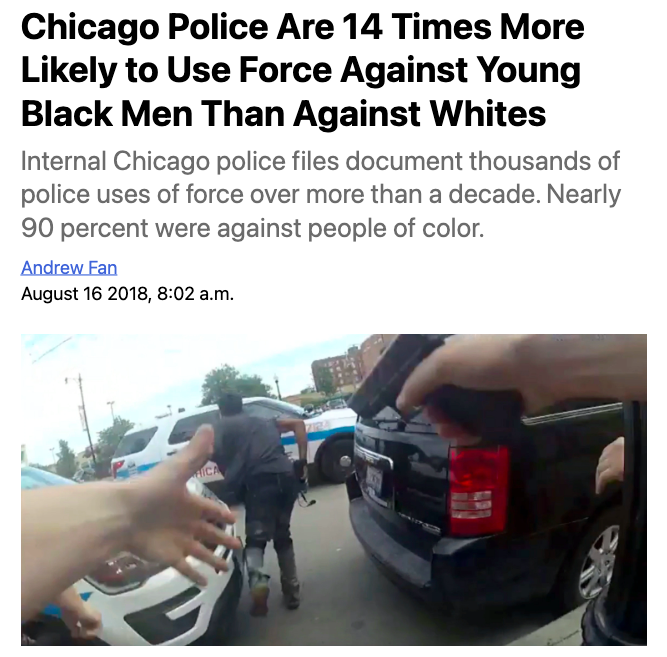 Chicago Police Are 14 Times More
Likely to Use Force Against Young
Black Men Than Against Whites
Internal Chicago police files document thousands of
police uses of force over more than a decade. Nearly
90 percent were against people of color.
Andrew Fan
August 16 2018, 8:02 a.m.